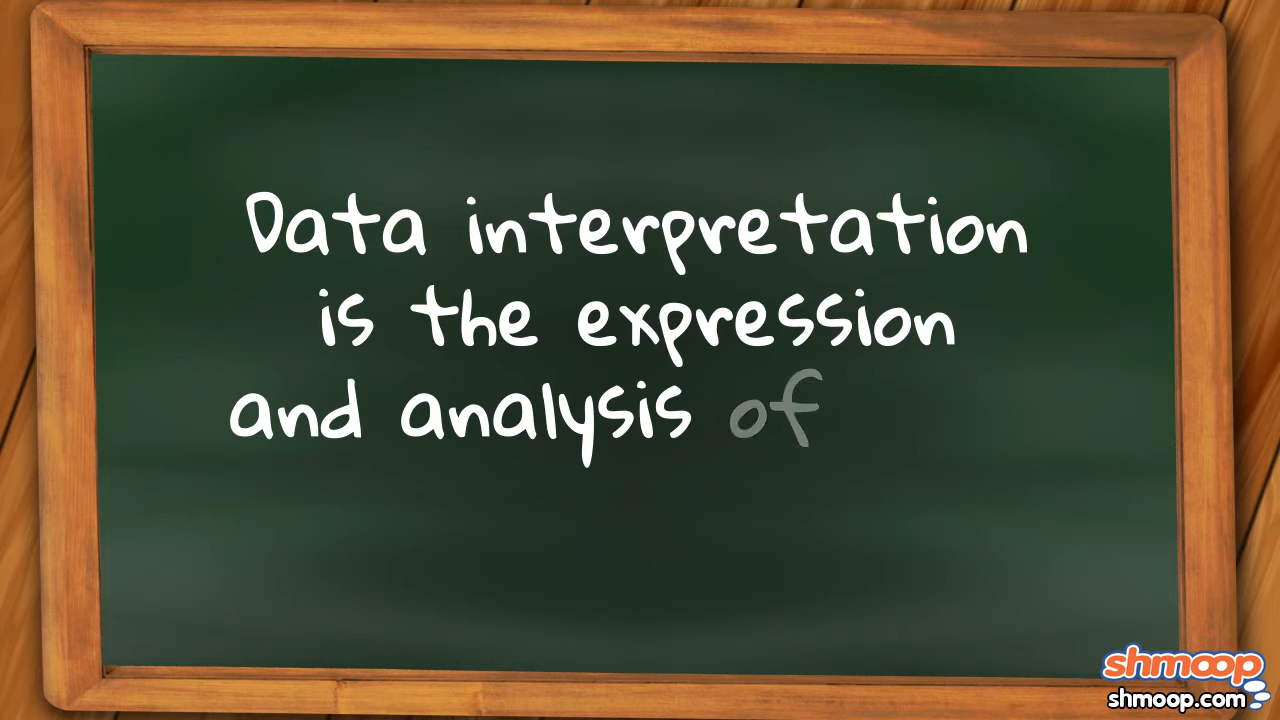 Data interpretation
is the expression
and analysis of
shmoop
shmoop.com